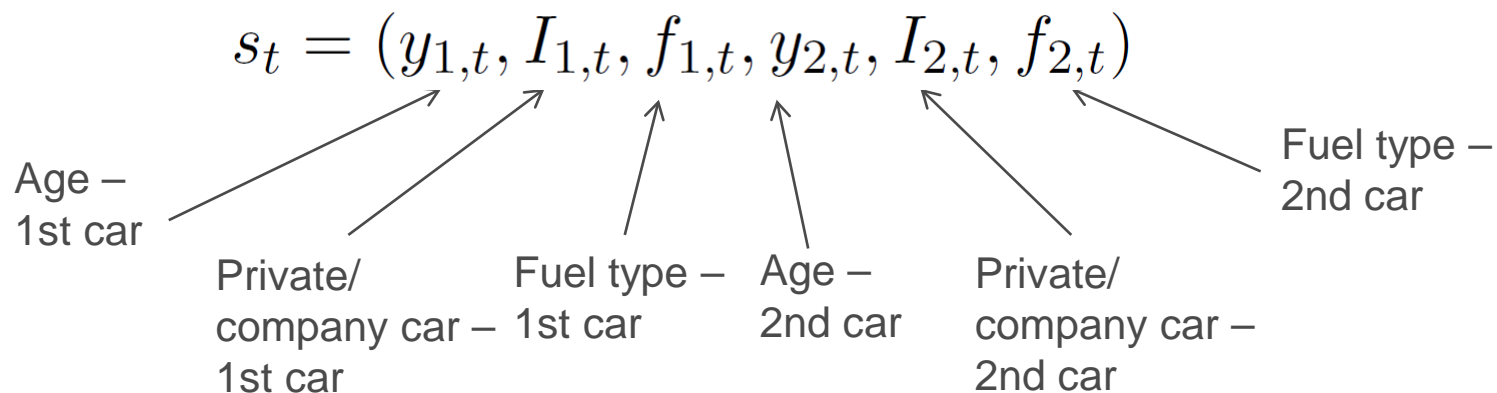 s_t = (y_{1,t}, I_{1,t}, f_{1,t}, y_{2,t}, I_{2,t}, f_{2,t})
Age –
1st car
Private/
company car –
1st car
Fuel type –
1st car
Age –
2nd car
Private/
company car –
2nd car
Fuel type –
2nd car